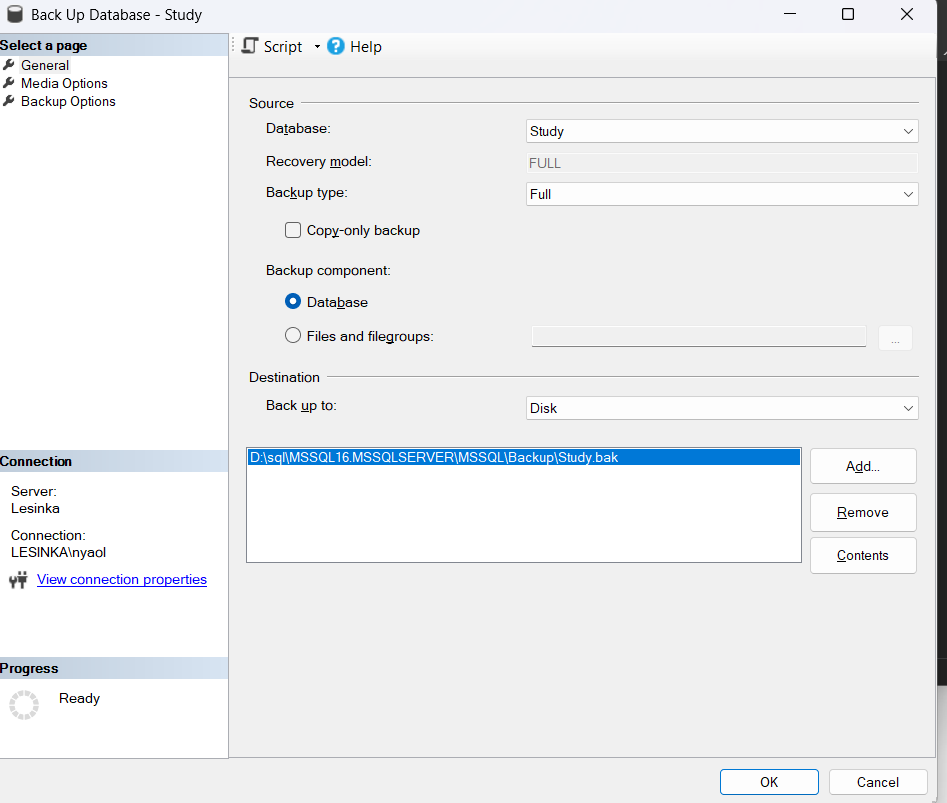 Back Up Database - Study
Select a page
General
Media Options
Backup Options
Script
Help
Source
Database:
Study
Recovery model:
FULL
Backup type:
Full
Copy-only backup
Backup component:
Database
Files and filegroups:
...
Destination
Back up to:
Disk
D:\sql\MSSQL16.MSSQLSERVER\MSSQL\Backup\Study.bak
Add...
Remove
Contents
Connection
Server:
Lesinka
Connection:
LESINKA\nyaol
View connection properties
Progress
Ready
OK
Cancel